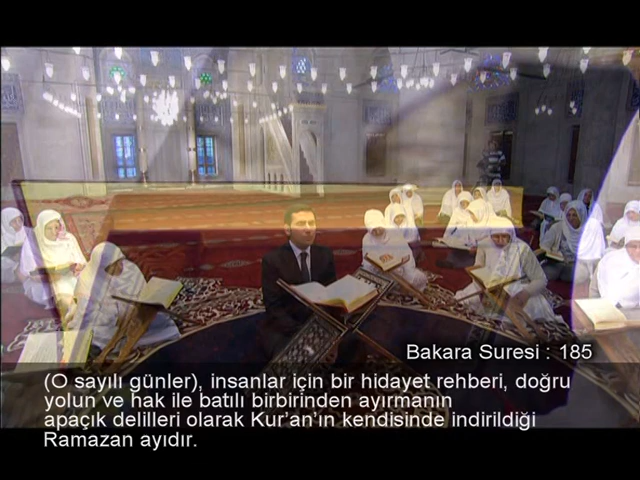 Bakara Suresi : 185
(O sayılı günler), insanlar için bir hidayet rehberi, doğru
yolun ve hak ile batılı birbirinden ayırmanın
apaçık delilleri olarak Kur'an'ın kendisinde indirildiği
Ramazan ayıdır.